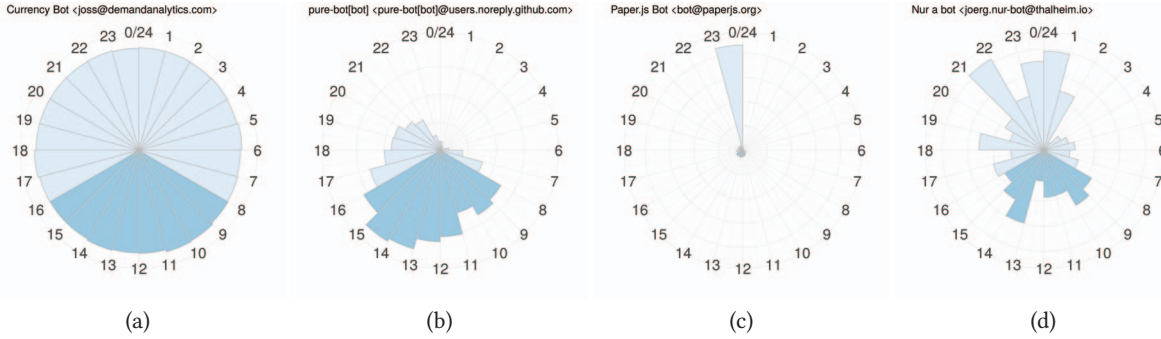 Currency Bot <joss@demandanalytics.com>
pure-bot[bot] <pure-bot[bot]@users.noreply.github.com>
Paper.js Bot <bot@paperjs.org>
Nur a bot <joerg.nur-bot@thalheim.io>
0/24 1 2 3 4 5 6 7 8 9 10 11 12 13 14 15 16 17 18 19 20 21 22 23
0/24 1 2 3 4 5 6 7 8 9 10 11 12 13 14 15 16 17 18 19 20 21 22 23
0/24 1 2 3 4 5 6 7 8 9 10 11 12 13 14 15 16 17 18 19 20 21 22 23
0/24 1 2 3 4 5 6 7 8 9 10 11 12 13 14 15 16 17 18 19 20 21 22 23
(a) (b) (c) (d)